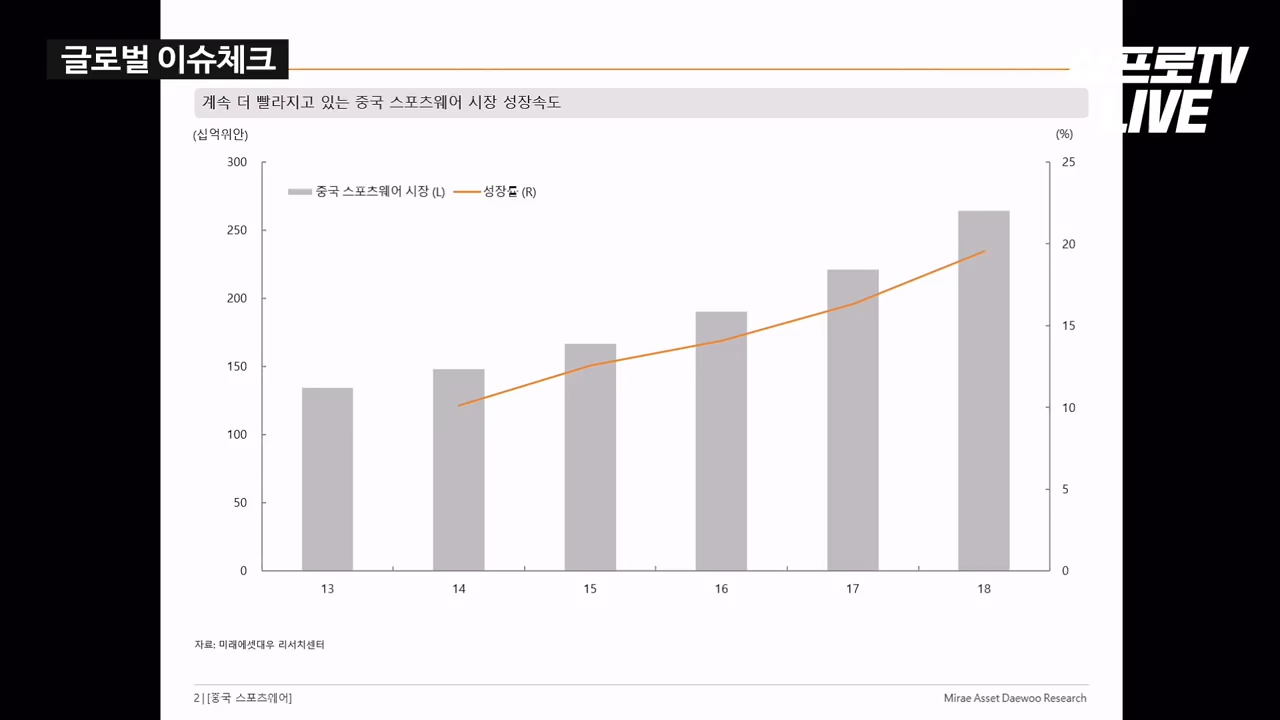 글로벌 이슈체크
프로TV
LIVE
계속 더 빨라지고 있는 중국 스포츠웨어 시장 성장속도
(십억위안)
(%)
중국 스포츠웨어 시장 (L) 성장률 (R)
300
250
200
150
100
50
0
25
20
15
10
5
0
13 14 15 16 17 18
자료: 미래에셋대우 리서치센터
2 | [중국 스포츠웨어]
Mirae Asset Daewoo Research